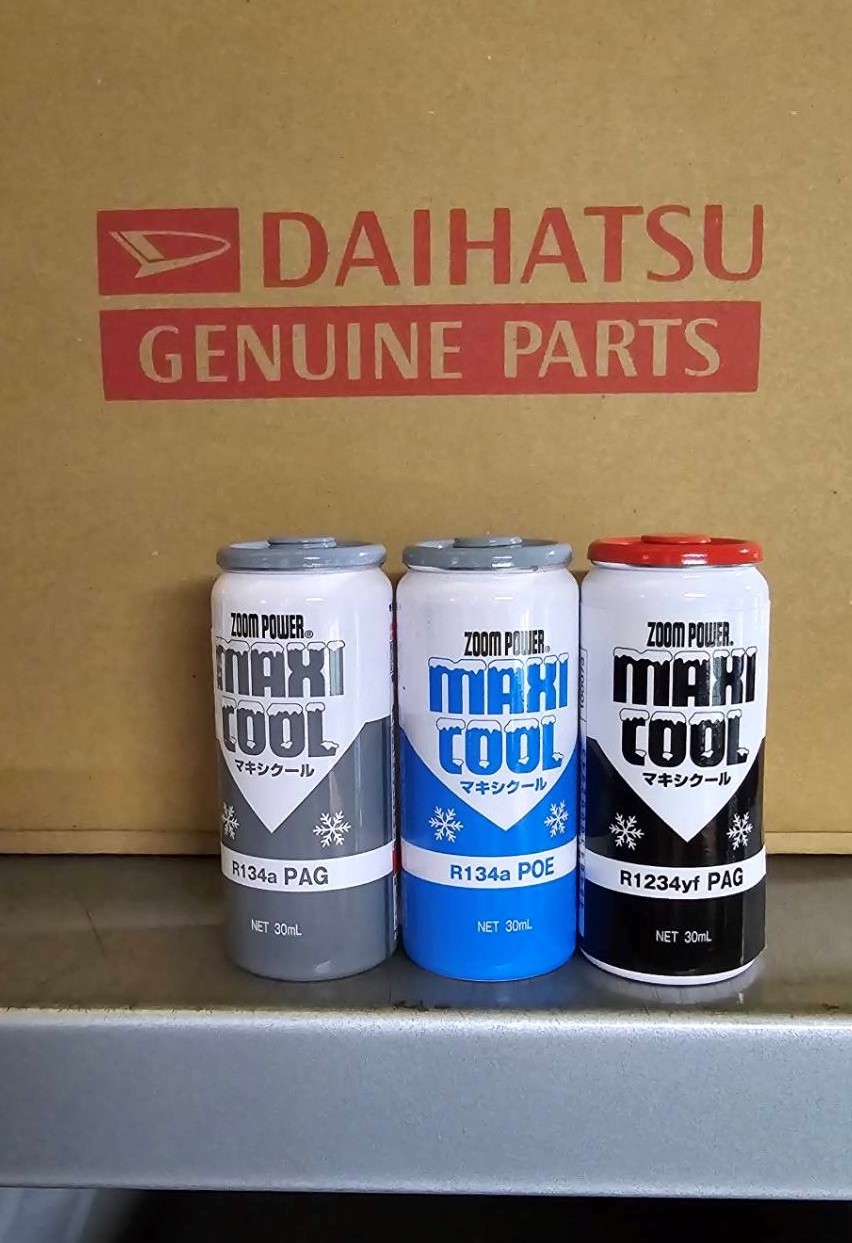 DAIHATSU
GENUINE PARTS
ZOOM POWER®
MAXI
COOL
マキシクール
R134a PAG
NET 30mL
ZOOM POWER®
MAXI
COOL
マキシクール
R134a POE
NET 30mL
ZOOM POWER®
MAXI
COOL
マキシクール
R1234yf PAG
NET 30mL